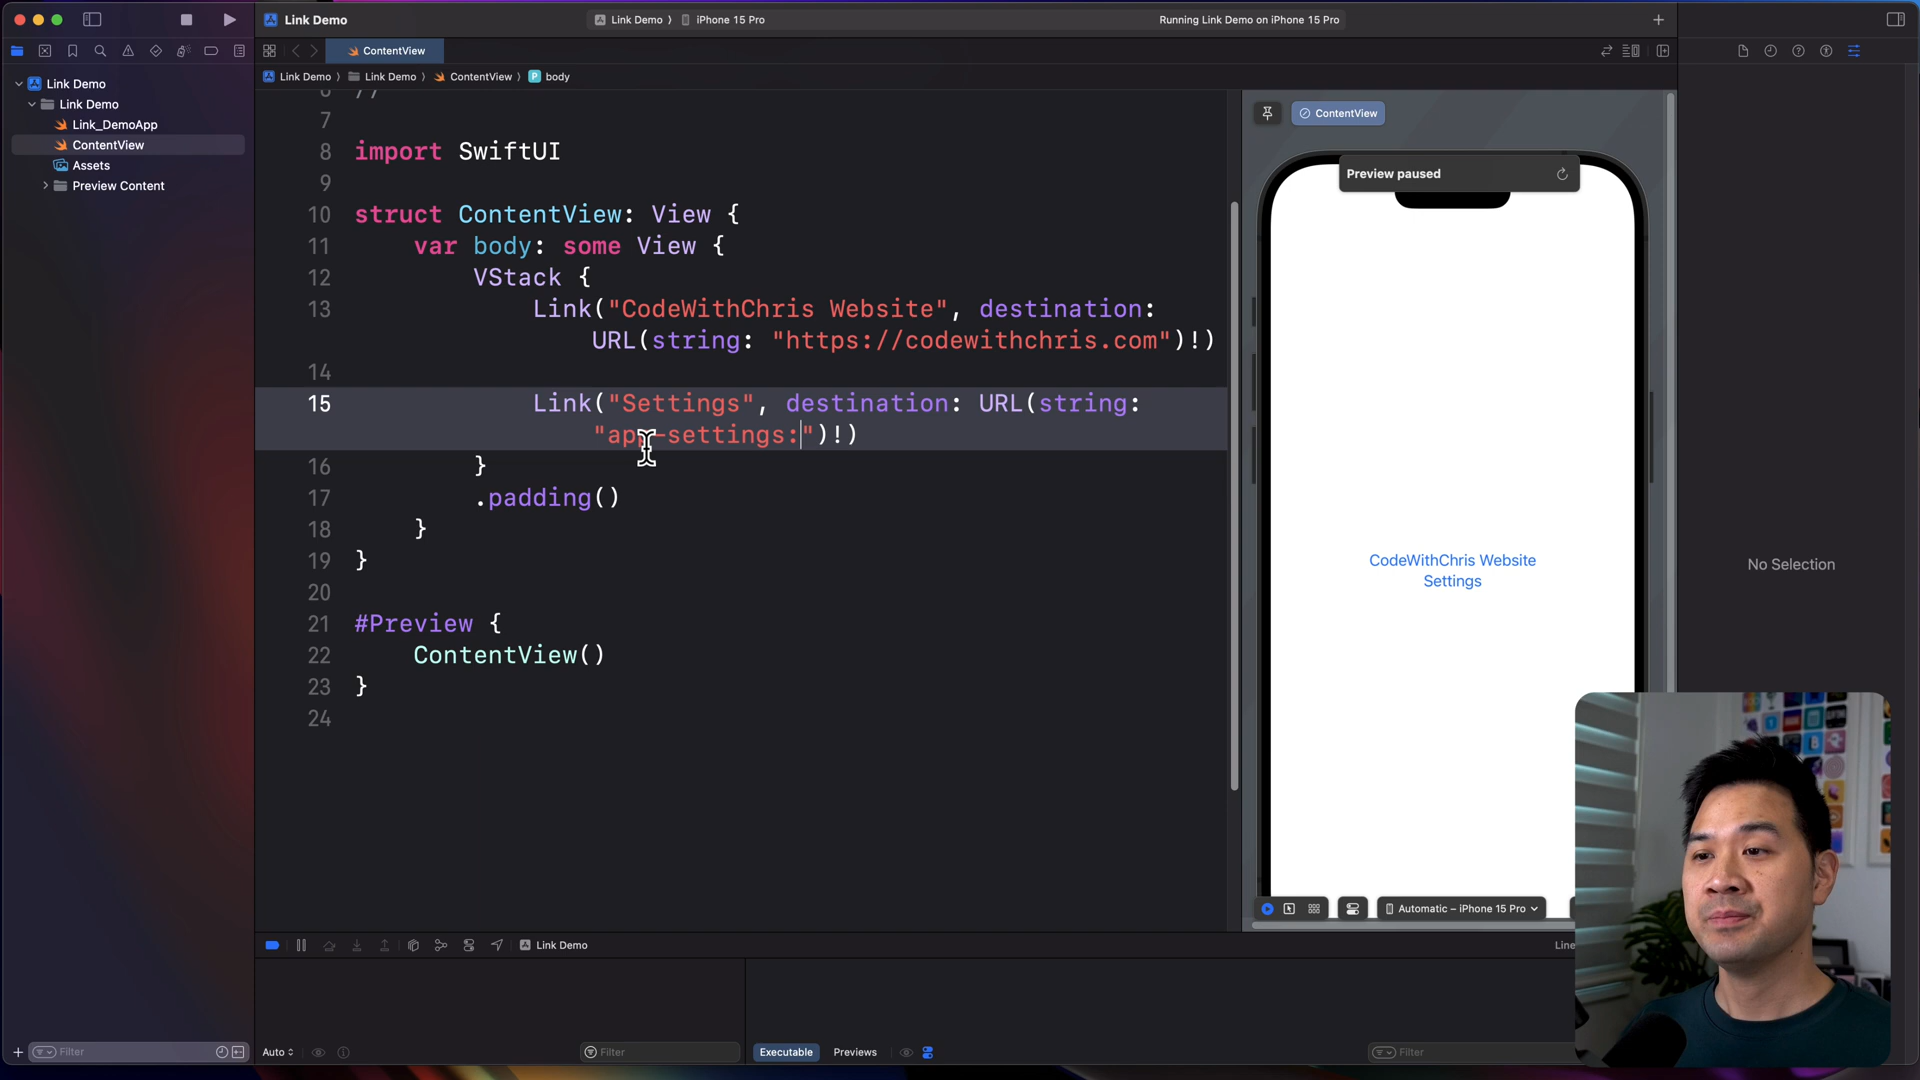 Link Demo
Link Demo 〉 iPhone 15 Pro
Running Link Demo on iPhone 15 Pro
ContentView
Link Demo 〉 Link Demo 〉 ContentView 〉 P body
Link Demo
Link Demo
Link_DemoApp
ContentView
Assets
Preview Content
7
8 import SwiftUI
9
10 struct ContentView: View {
11 var body: some View {
12 VStack {
13 Link("CodeWithChris Website", destination:
URL(string: "https://codewithchris.com")!)
14
15 Link("Settings", destination: URL(string:
"app-settings:")!)
16 }
17 .padding()
18 }
19 }
20
21 #Preview {
22 ContentView()
23 }
24
ContentView
Preview paused
CodeWithChris Website
Settings
Automatic – iPhone 15 Pro
No Selection
Link Demo
Line
Filter
Auto
Filter
Executable
Previews
Filter